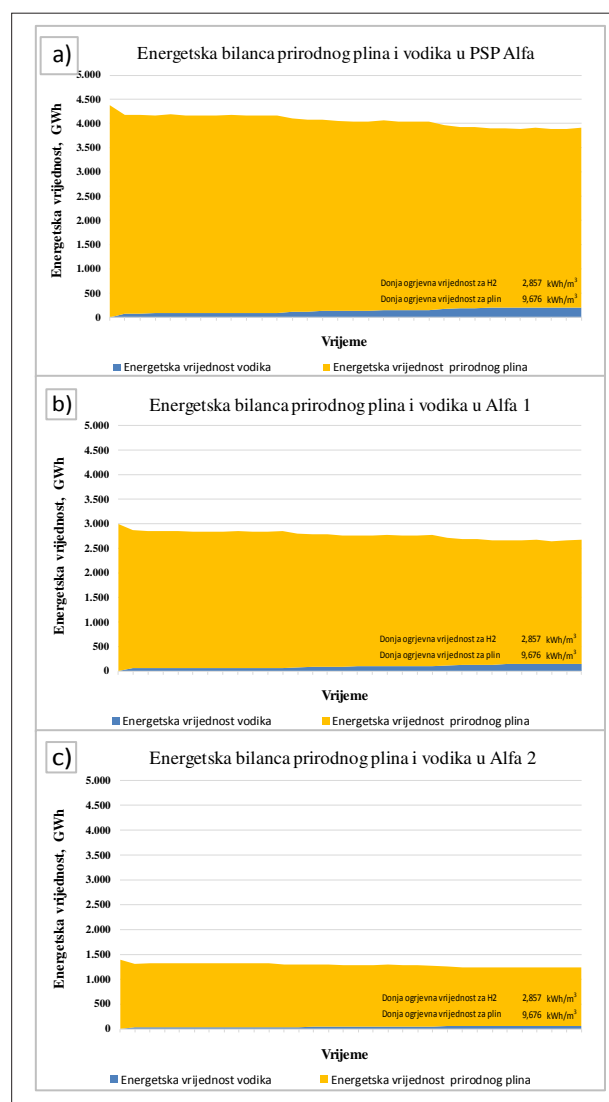 a)
Energetska bilanca prirodnog plina i vodika u PSP Alfa
Energetska vrijednost, GWh
5.000
4.500
4.000
3.500
3.000
2.500
2.000
1.500
1.000
500
0
Donja ogrjevna vrijednost za H2 2,857 kWh/m³
Donja ogrjevna vrijednost za plin 9,676 kWh/m³
Vrijeme
Energetska vrijednost vodika Energetska vrijednost prirodnog plina
b)
Energetska bilanca prirodnog plina i vodika u Alfa 1
Energetska vrijednost, GWh
5.000
4.500
4.000
3.500
3.000
2.500
2.000
1.500
1.000
500
0
Donja ogrjevna vrijednost za H2 2,857 kWh/m³
Donja ogrjevna vrijednost za plin 9,676 kWh/m³
Vrijeme
Energetska vrijednost vodika Energetska vrijednost prirodnog plina
c)
Energetska bilanca prirodnog plina i vodika u Alfa 2
Energetska vrijednost, GWh
5.000
4.500
4.000
3.500
3.000
2.500
2.000
1.500
1.000
500
0
Donja ogrjevna vrijednost za H2 2,857 kWh/m³
Donja ogrjevna vrijednost za plin 9,676 kWh/m³
Vrijeme
Energetska vrijednost vodika Energetska vrijednost prirodnog plina